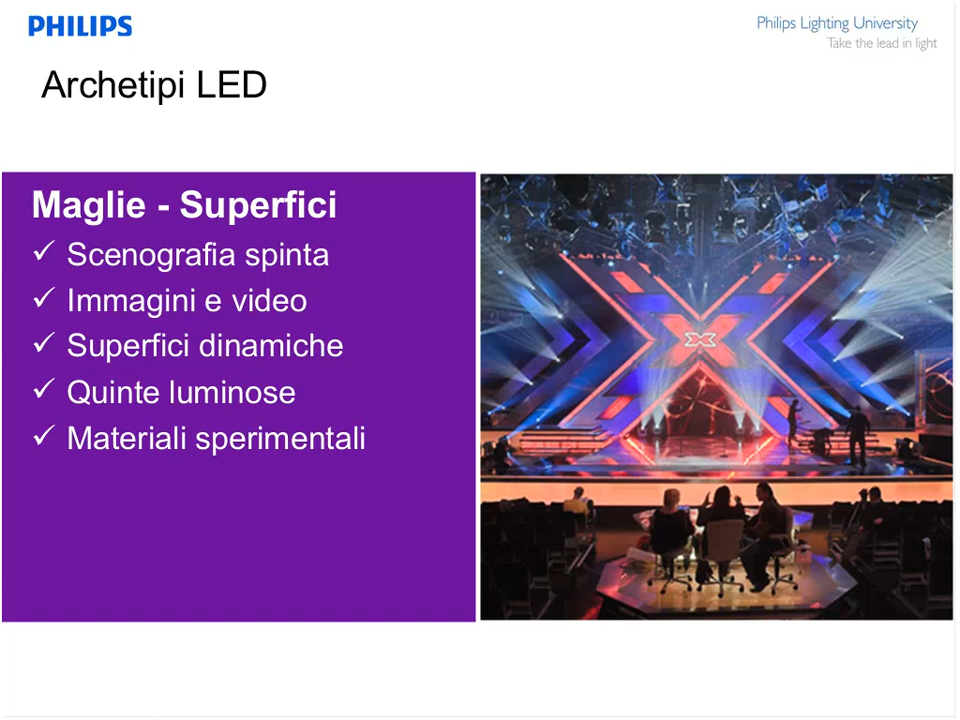 PHILIPS
Philips Lighting University
Take the lead in light
Archetipi LED
Maglie - Superfici
✓ Scenografia spinta
✓ Immagini e video
✓ Superfici dinamiche
✓ Quinte luminose
✓ Materiali sperimentali
X